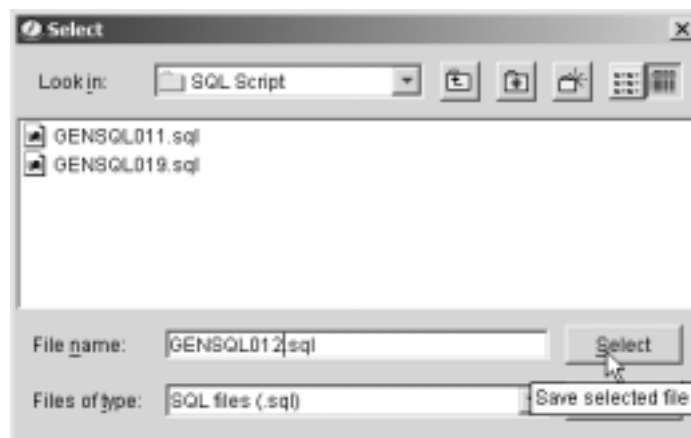 Select
Look in: SQL Script
GENSQL011.sql
GENSQL019.sql
File name: GENSQL012.sql Select
Files of type: SQL files (.sql) Save selected file